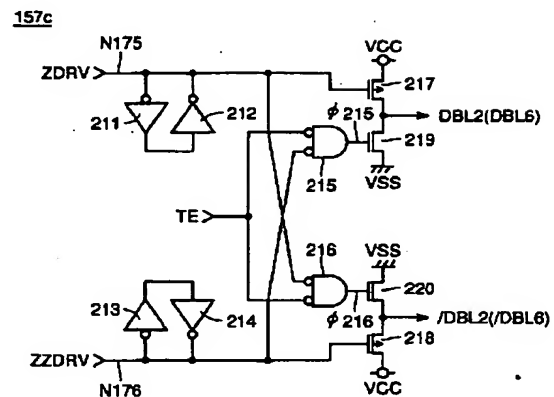 157c
N175
VCC
ZDRV
217
211
212
φ 215
DBL2(DBL6)
219
215
VSS
TE
216
VSS
220
213
214
φ 216
/DBL2(/DBL6)
218
ZZDRV
N176
VCC